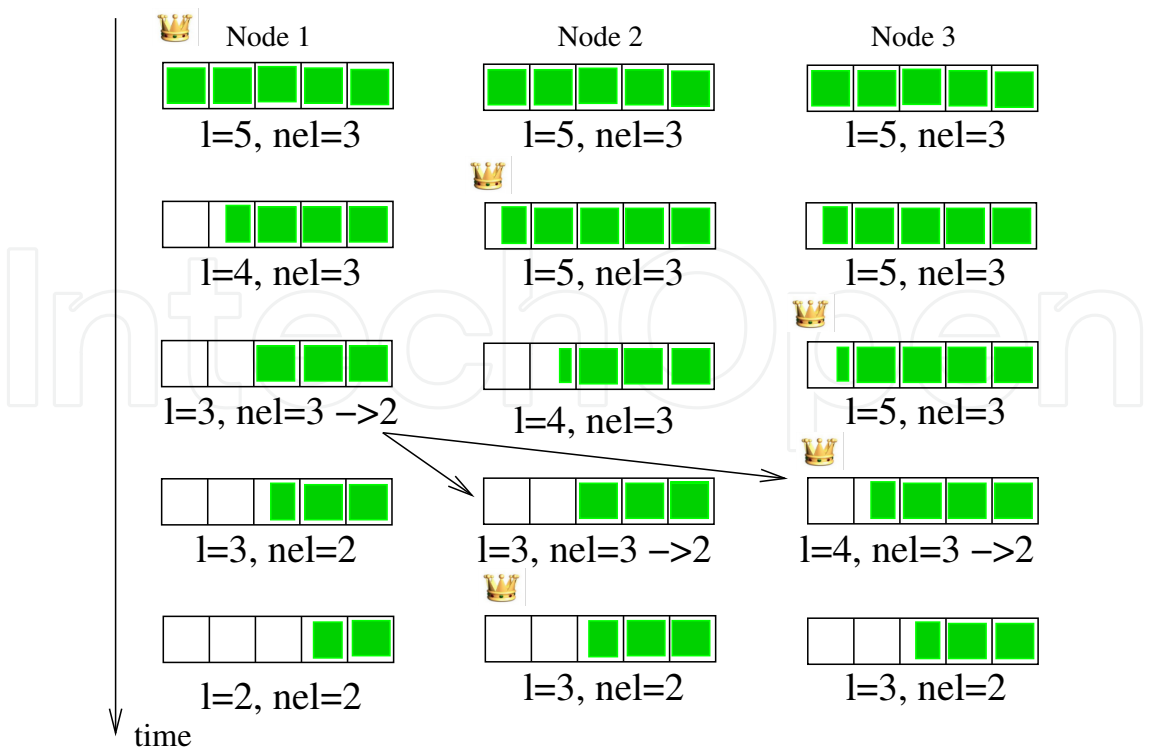 Node 1 Node 2 Node 3
l=5, nel=3 l=5, nel=3 l=5, nel=3
l=4, nel=3 l=5, nel=3 l=5, nel=3
IntechOpen
l=3, nel=3 −>2 l=4, nel=3 l=5, nel=3
l=3, nel=2 l=3, nel=3 −>2 l=4, nel=3 −>2
l=2, nel=2 l=3, nel=2 l=3, nel=2
time